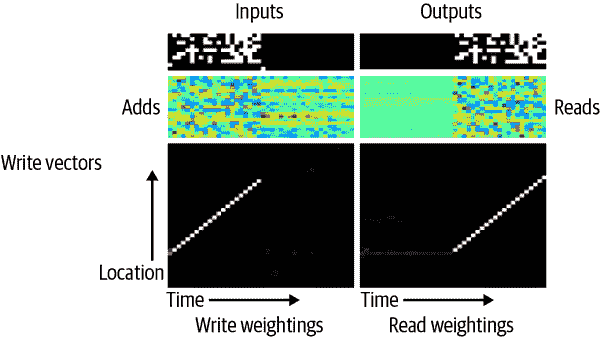 Inputs
Outputs
Adds
Reads
Write vectors
Location
Time
Time
Write weightings
Read weightings